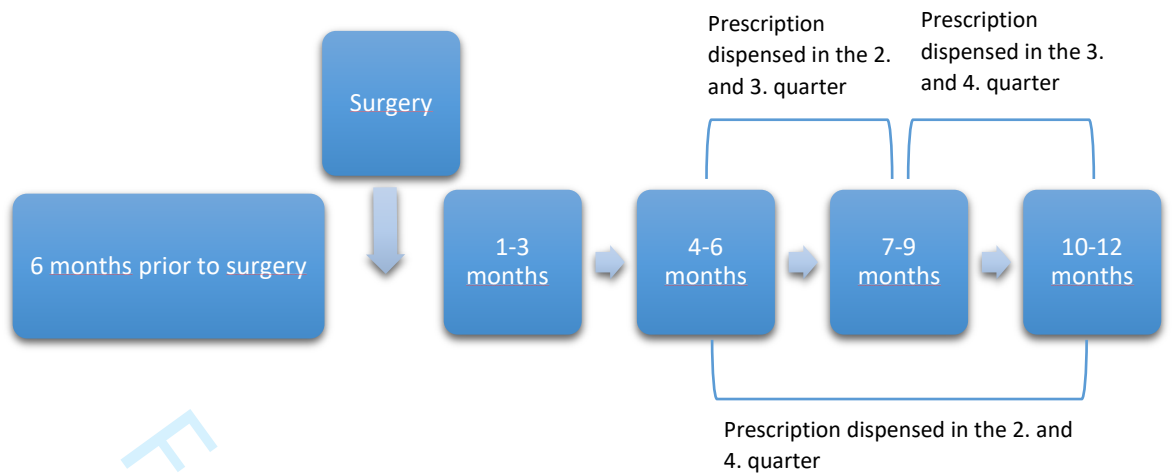 Prescription
dispensed in the 2.
and 3. quarter
Prescription
dispensed in the 3.
and 4. quarter
Surgery
6 months prior to surgery
1-3
months
4-6
months
7-9
months
10-12
months
Prescription dispensed in the 2. and
4. quarter
F